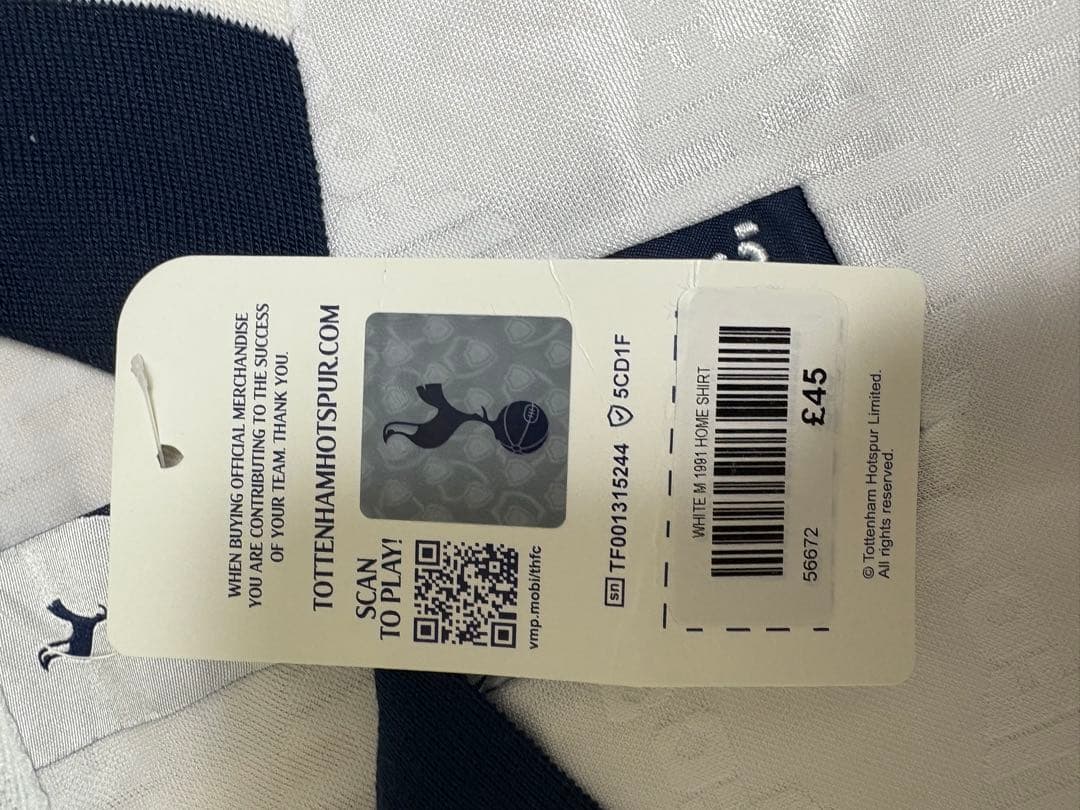 WHEN BUYING OFFICIAL MERCHANDISE
YOU ARE CONTRIBUTING TO THE SUCCESS
OF YOUR TEAM. THANK YOU.
TOTTENHAMHOTSPUR.COM
SCAN
TO PLAY!
vmp.mobi/thfc
sn TF001315244 5CD1F
WHITE M 1991 HOME SHIRT
56672 £45
© Tottenham Hotspur Limited.
All rights reserved.